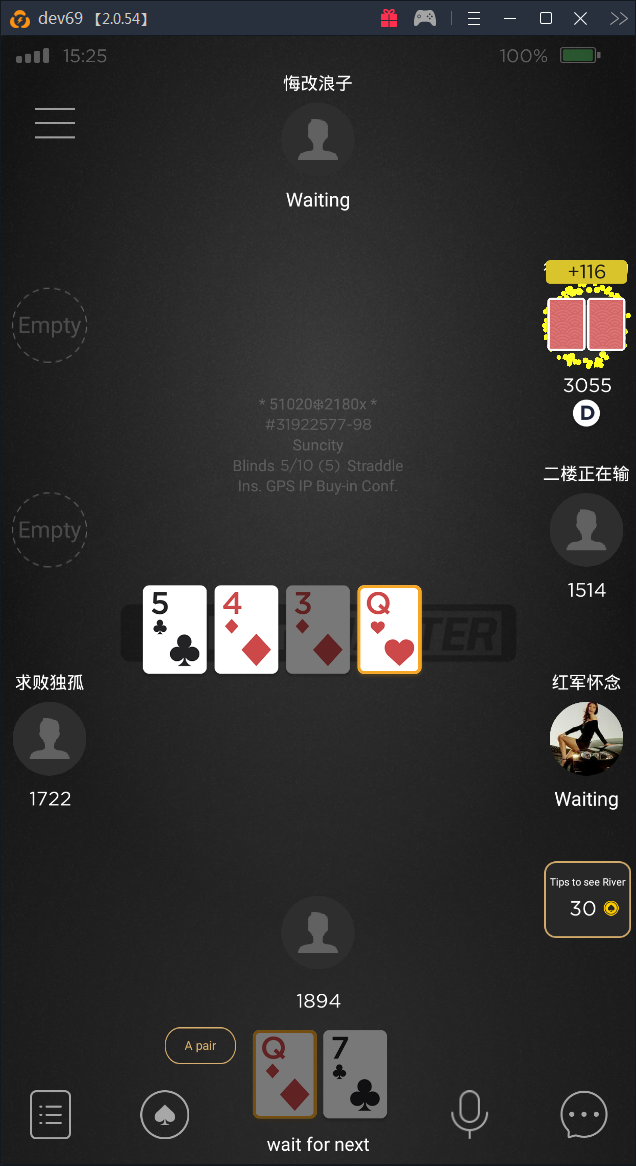 dev69 【2.0.54】
15:25
100%
悔改浪子
Waiting
+116
Empty
3055
D
* 51020❉2180x *
#31922577-98
Suncity
Blinds 5/10 (5) Straddle
Ins. GPS IP Buy-in Conf.
二楼正在输
Empty
1514
5
4
3
Q
TER
求败独孤
红军怀念
1722
Waiting
Tips to see River
30
1894
A pair
Q
7
wait for next